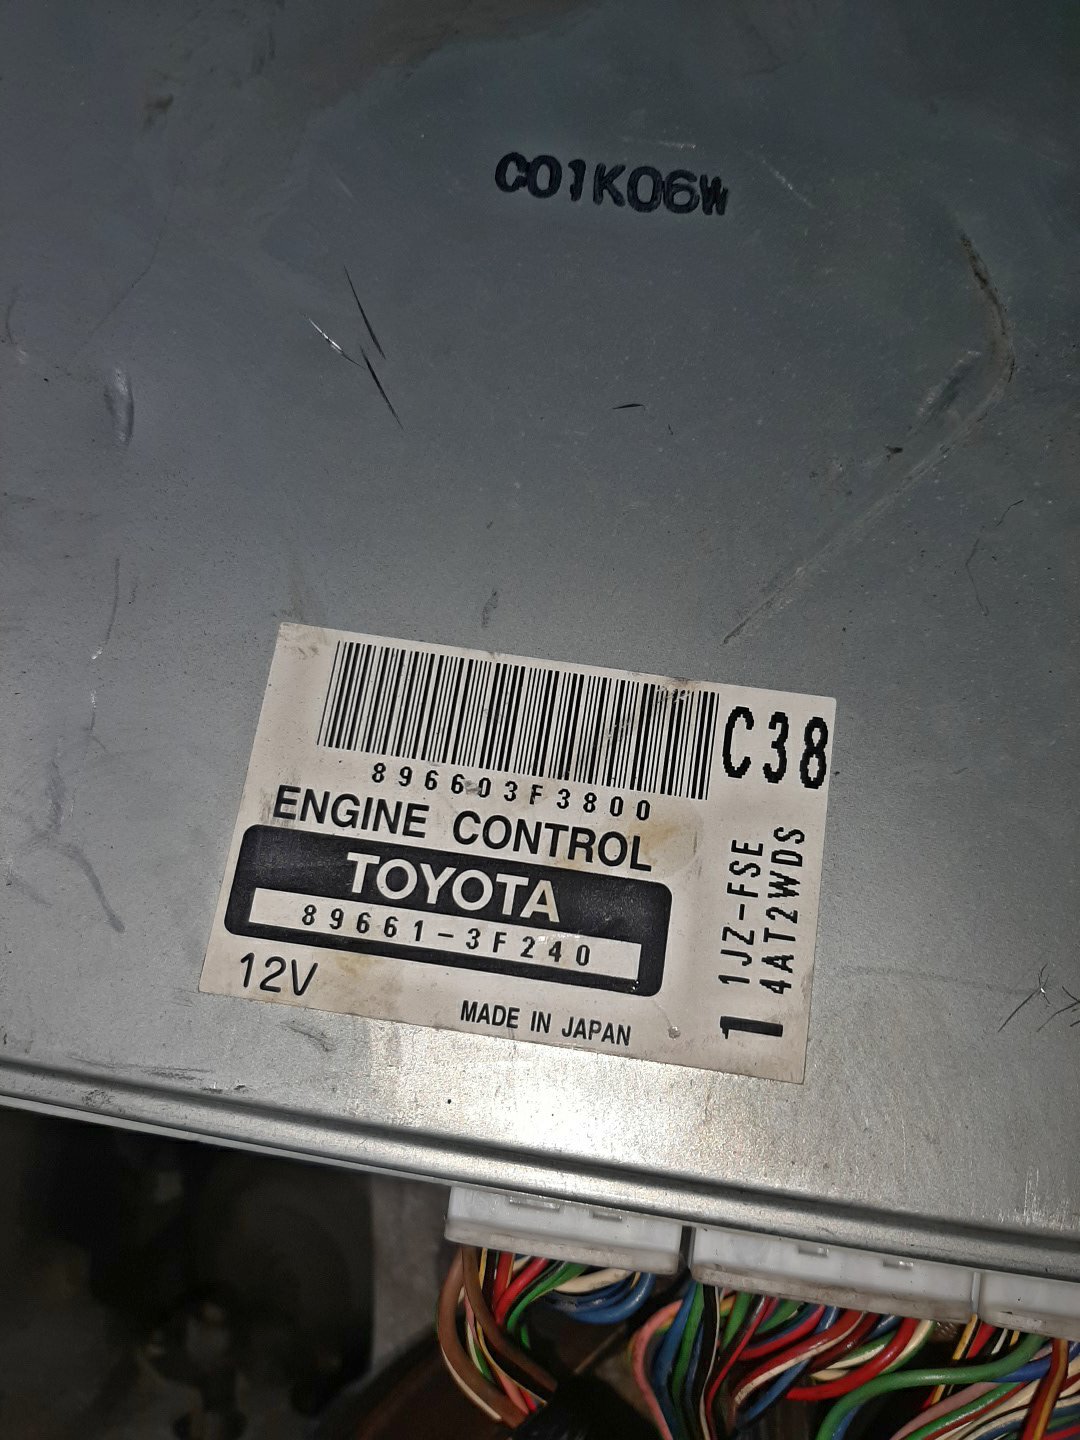 C01K06W
896603F3800
C38
ENGINE CONTROL
TOYOTA
89661-3F240
12V
MADE IN JAPAN
1JZ-FSE
4AT2WDS
1